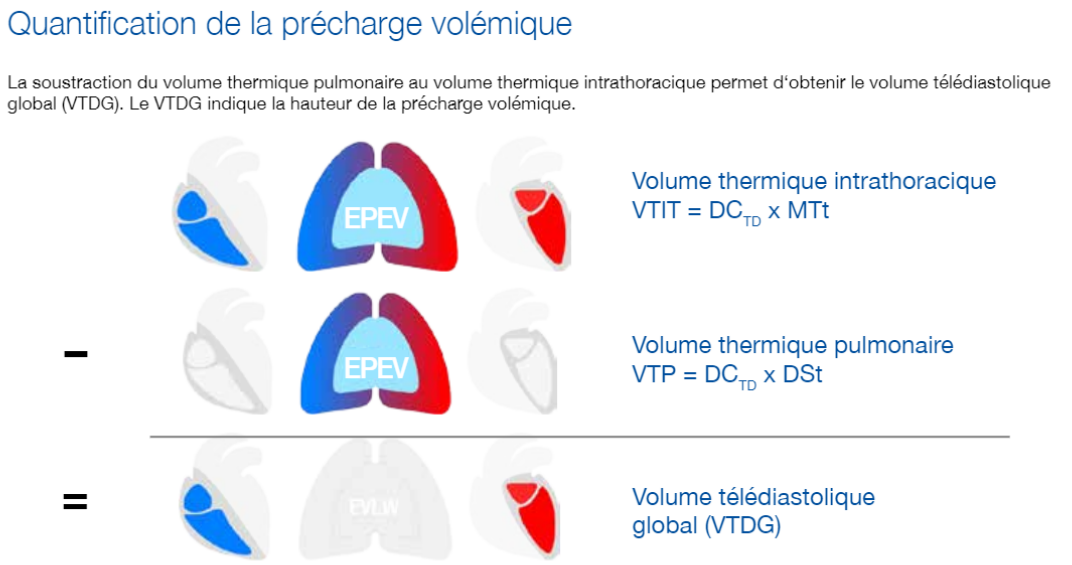 Quantification de la précharge volémique
La soustraction du volume thermique pulmonaire au volume thermique intrathoracique permet d'obtenir le volume télédiastolique
global (VTDG). Le VTDG indique la hauteur de la précharge volémique.
EPEV
Volume thermique intrathoracique
VTIT = DC_TD x MTt
–
EPEV
Volume thermique pulmonaire
VTP = DC_TD x DSt
=
EVLW
Volume télédiastolique
global (VTDG)